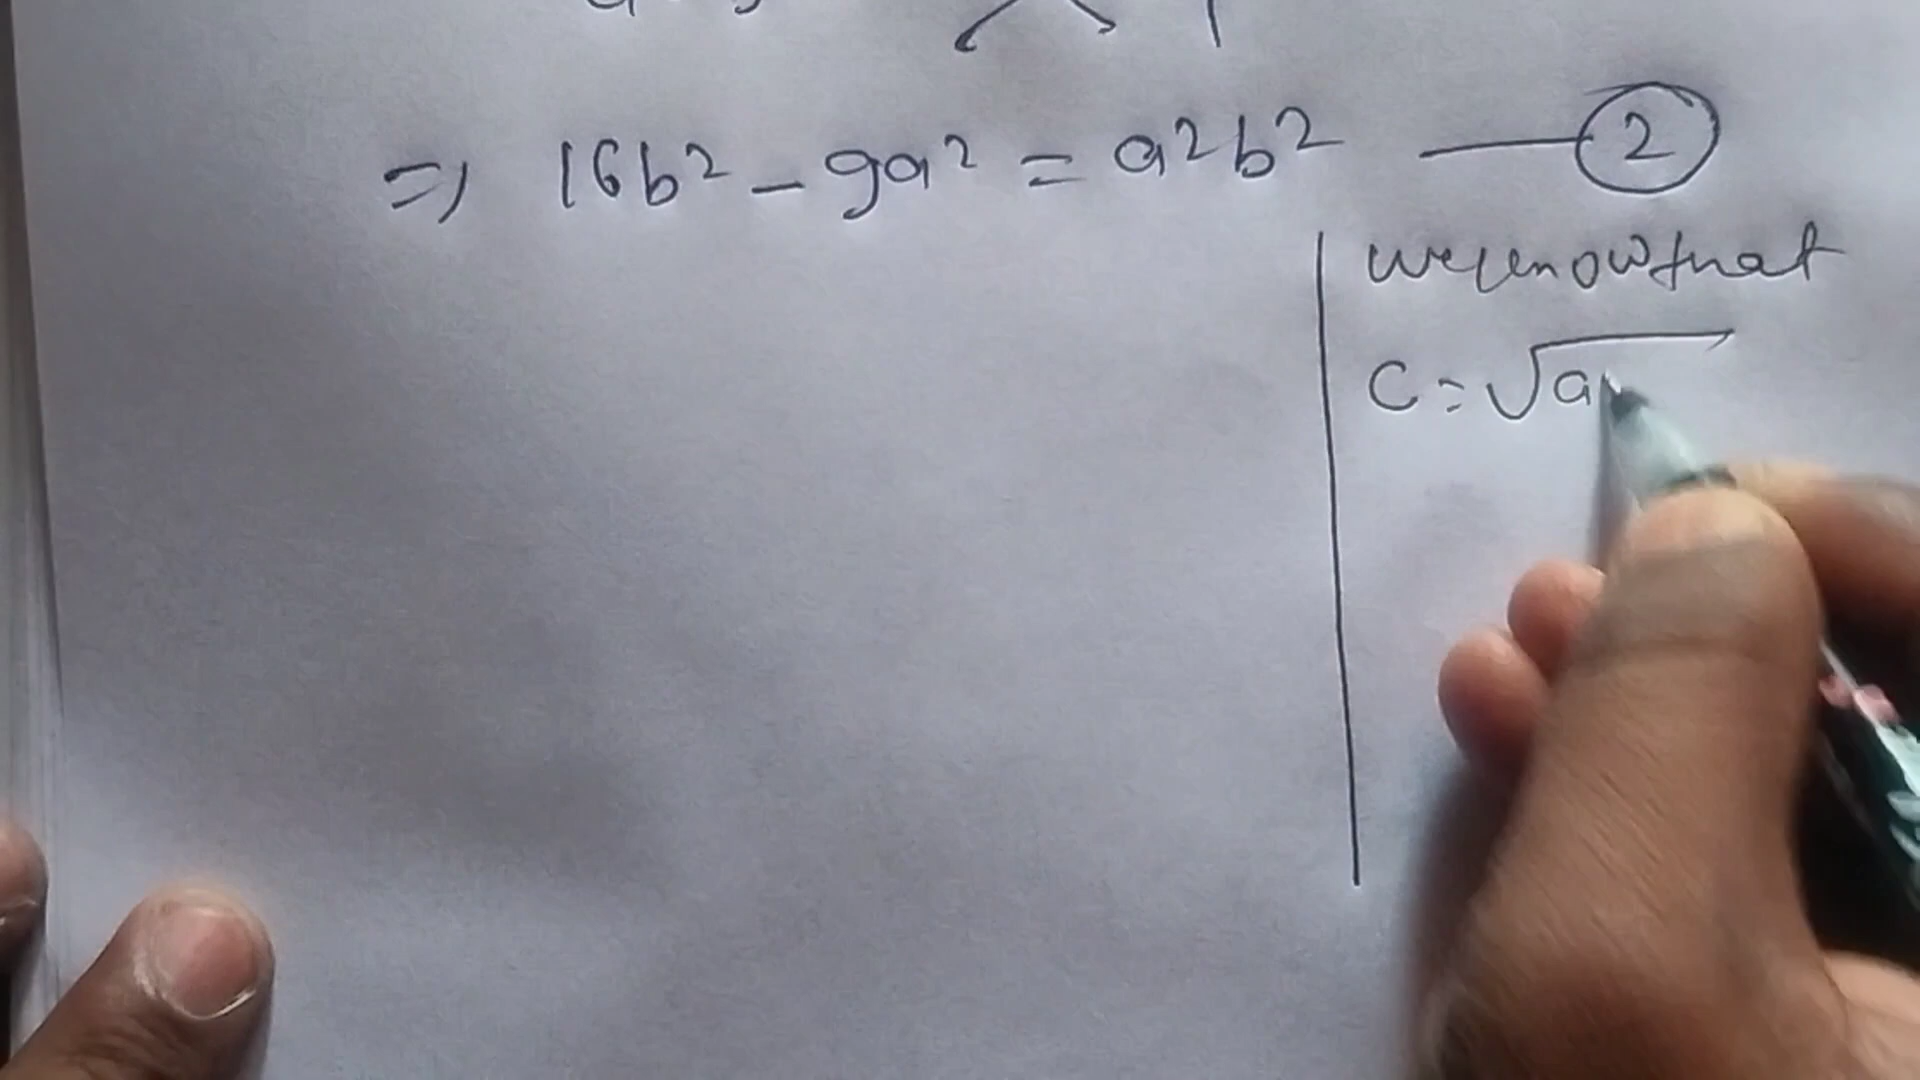 => 16b² - 9a² = a²b² — 2
we know that
c = √a